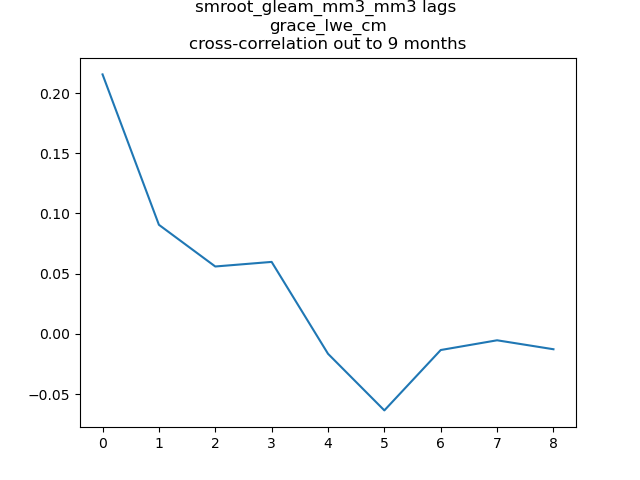 smroot_gleam_mm3_mm3 lags
grace_lwe_cm
cross-correlation out to 9 months
0.20
0.15
0.10
0.05
0.00
−0.05
0 1 2 3 4 5 6 7 8